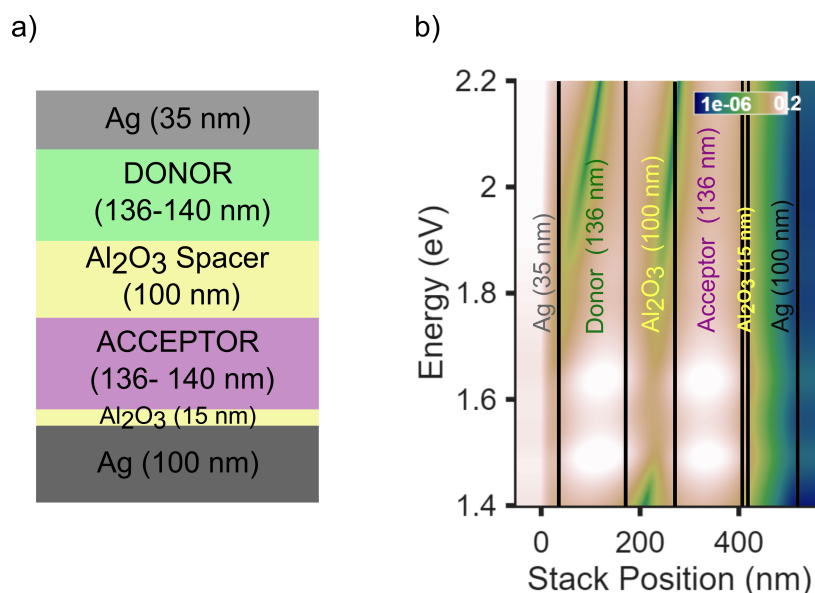 a)
Ag (35 nm)
DONOR
(136-140 nm)
Al2O3 Spacer
(100 nm)
ACCEPTOR
(136- 140 nm)
Al2O3 (15 nm)
Ag (100 nm)
b)
2.2
2
1.8
1.6
1.4
Energy (eV)
1e-06 0.2
Ag (35 nm)
Donor (136 nm)
Al2O3 (100 nm)
Acceptor (136 nm)
Al2O3 (15 nm)
Ag (100 nm)
0 200 400
Stack Position (nm)